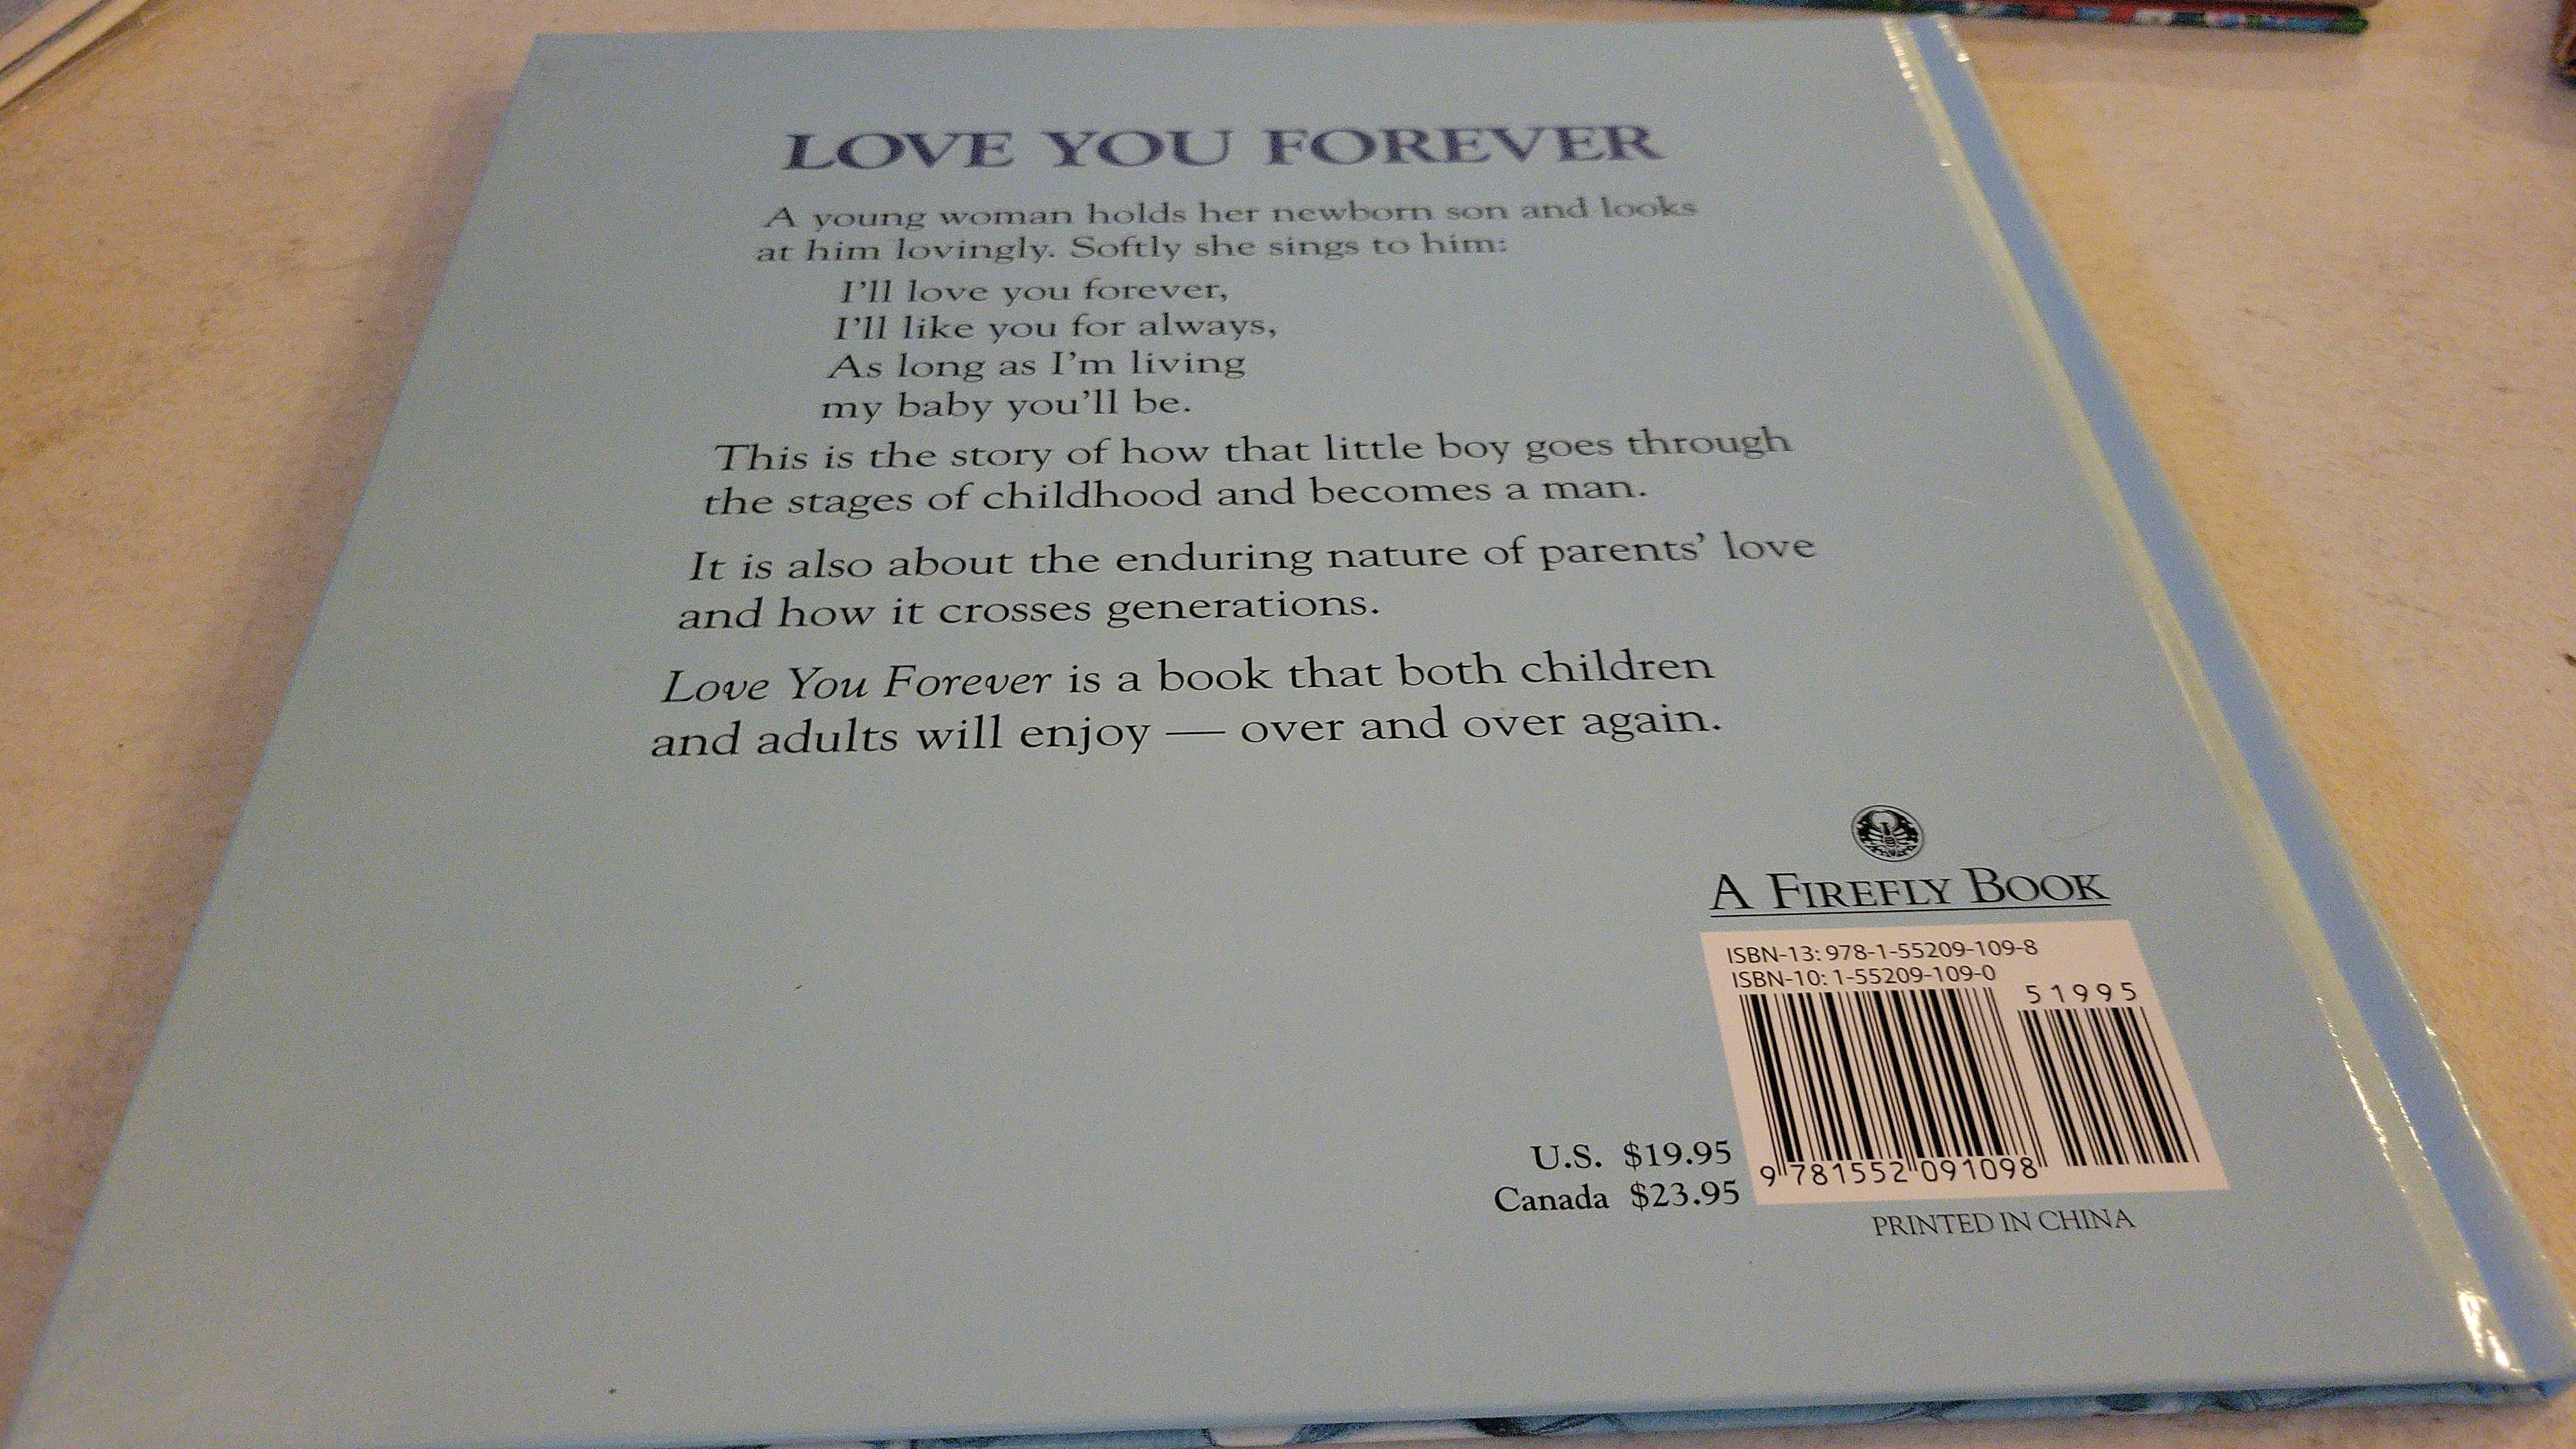 LOVE YOU FOREVER
A young woman holds her newborn son and looks
at him lovingly. Softly she sings to him:
I'll love you forever,
I'll like you for always,
As long as I'm living
my baby you'll be.
This is the story of how that little boy goes through
the stages of childhood and becomes a man.
It is also about the enduring nature of parents' love
and how it crosses generations.
Love You Forever is a book that both children
and adults will enjoy — over and over again.
A FIREFLY BOOK
ISBN-13: 978-1-55209-109-8
ISBN-10: 1-55209-109-0
51995
9 781552 091098
U.S. $19.95
Canada $23.95
PRINTED IN CHINA